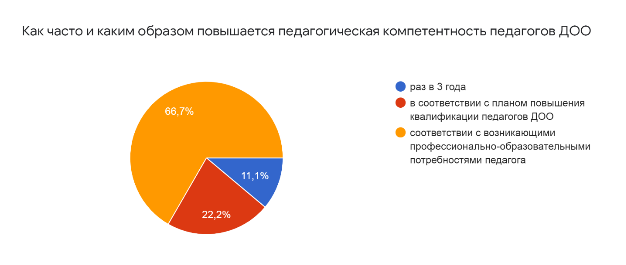 Как часто и каким образом повышается педагогическая компетентность педагогов ДОО
66,7%
11,1%
22,2%
раз в 3 года
в соответствии с планом повышения
квалификации педагогов ДОО
соответствии с возникающими
профессионально-образовательными
потребностями педагога